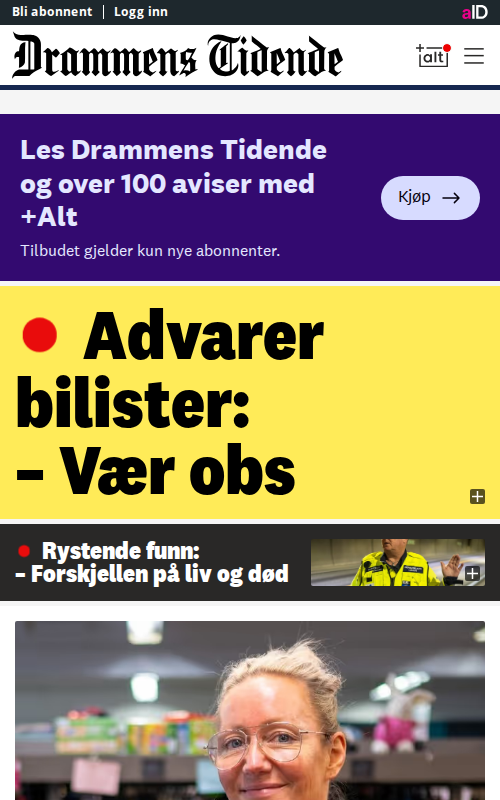 Bli abonnent | Logg inn
aID
Drammens Tidende
+alt
Les Drammens Tidende
og over 100 aviser med
+Alt
Kjøp →
Tilbudet gjelder kun nye abonnenter.
Advarer
bilister:
– Vær obs
Rystende funn:
– Forskjellen på liv og død